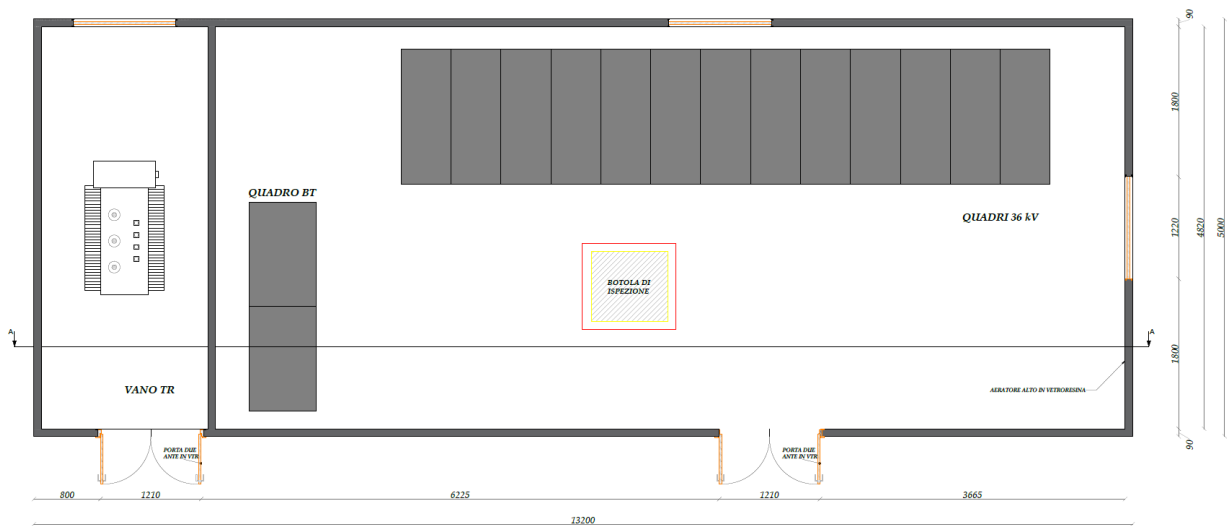 90
1800
QUADRO BT
QUADRI 36 kV
1220
4820
5000
BOTOLA DI
ISPEZIONE
A
A
1800
VANO TR
AERATORE ALTO IN VETRORESINA
PORTA DUE
ANTE IN VTR
PORTA DUE
ANTE IN VTR
90
800
1210
6225
1210
3665
13200